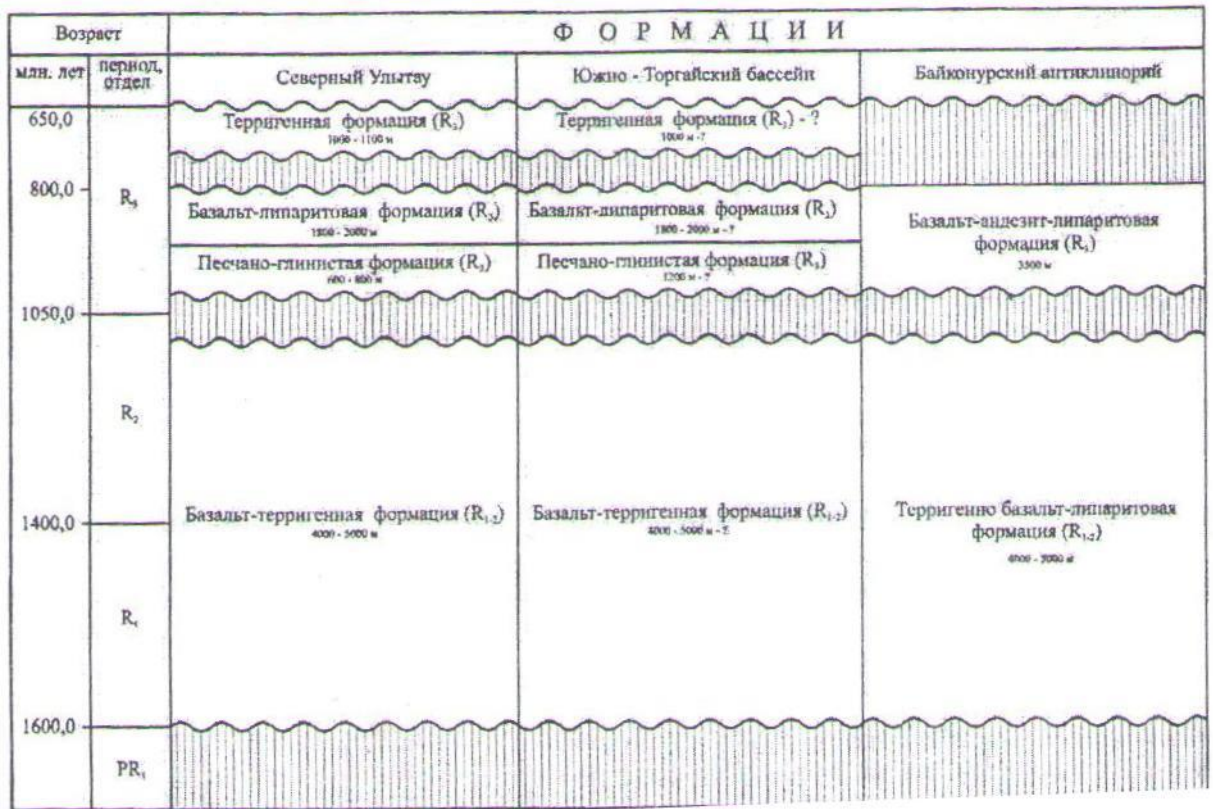 Возраст
Ф О Р М А Ц И И
млн. лет
период,
отдел
Северный Улытау
Южно - Торгайский бассейн
Байконурский антиклинорий
650,0
Терригенная формация (R₃)
1000 - 1100 м
Терригенная формация (R₃) - ?
1000 м -?
800,0
R₃
Базальт-липаритовая формация (R₃)
1800 - 2000 м
Базальт-липаритовая формация (R₃)
1800 - 2000 м - ?
Базальт-андезит-липаритовая
формация (R₃)
3500 м
Песчано-глинистая формация (R₃)
600 - 800 м
Песчано-глинистая формация (R₃)
1200 м - ?
1050,0
R₂
1400,0
Базальт-терригенная формация (R₁₋₂)
4000 - 5000 м
Базальт-терригенная формация (R₁₋₂)
4000 - 5000 м - ?
Терригенно базальт-липаритовая
формация (R₁₋₂)
R₁
1600,0
PR₁